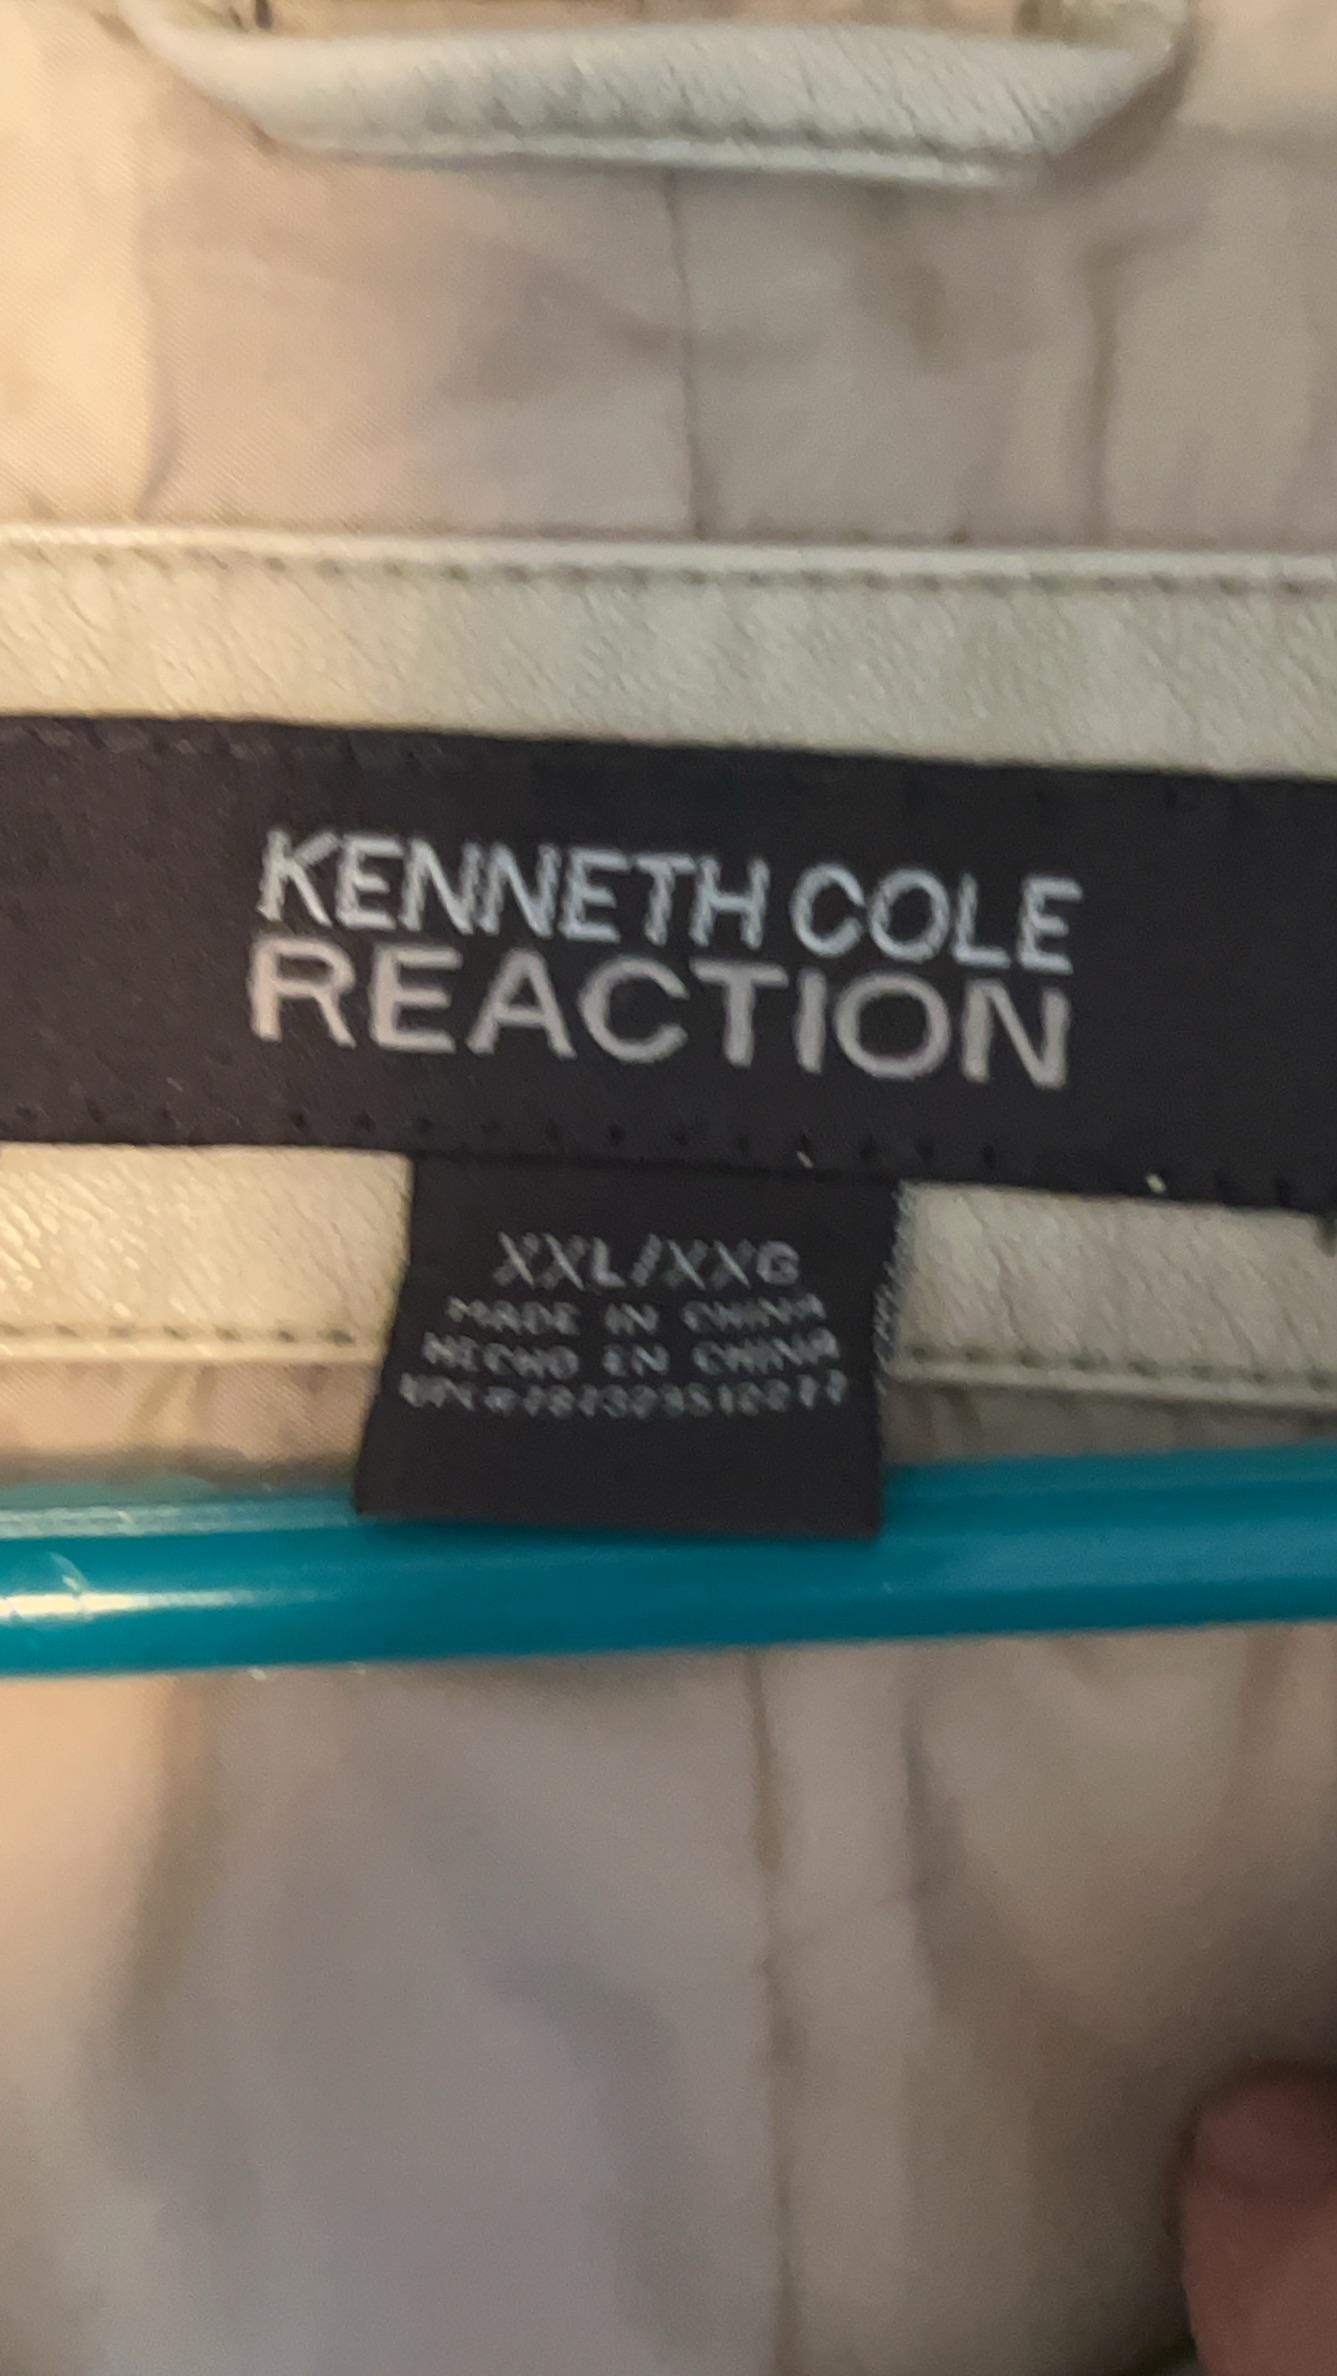 KENNETH COLE
REACTION
XXL/XXG
MADE IN CHINA
HECHO EN CHINA